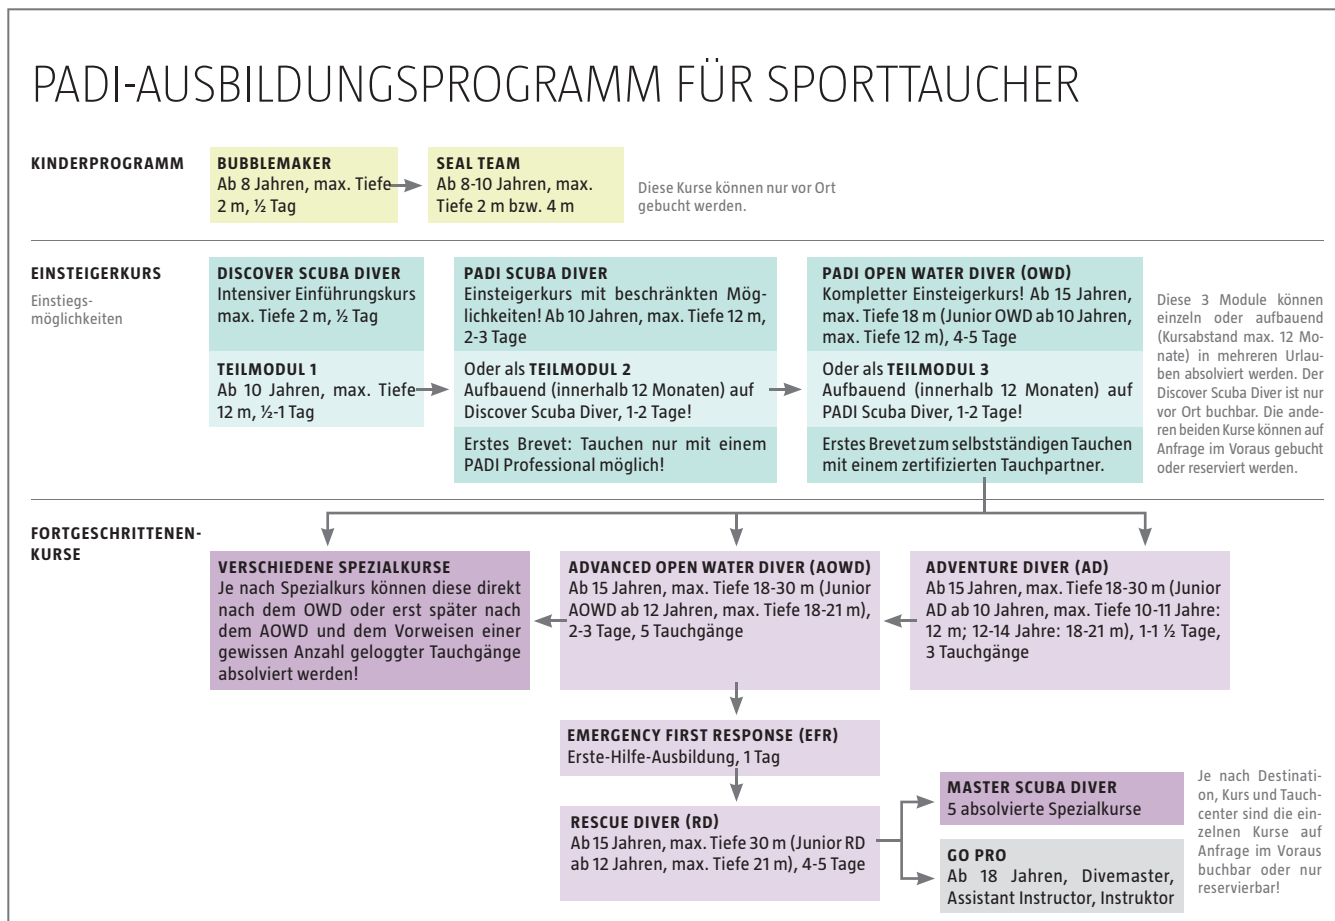 PADI-AUSBILDUNGSPROGRAMM FÜR SPORTTAUCHER
KINDERPROGRAMM
BUBBLEMAKER
Ab 8 Jahren, max. Tiefe
2 m, ½ Tag
SEAL TEAM
Ab 8-10 Jahren, max.
Tiefe 2 m bzw. 4 m
Diese Kurse können nur vor Ort
gebucht werden.
EINSTEIGERKURS
Einstiegs-
möglichkeiten
DISCOVER SCUBA DIVER
Intensiver Einführungskurs
max. Tiefe 2 m, ½ Tag
TEILMODUL 1
Ab 10 Jahren, max. Tiefe
12 m, ½-1 Tag
PADI SCUBA DIVER
Einsteigerkurs mit beschränkten Mög-
lichkeiten! Ab 10 Jahren, max. Tiefe 12 m,
2-3 Tage
Oder als TEILMODUL 2
Aufbauend (innerhalb 12 Monaten) auf
Discover Scuba Diver, 1-2 Tage!
Erstes Brevet: Tauchen nur mit einem
PADI Professional möglich!
PADI OPEN WATER DIVER (OWD)
Kompletter Einsteigerkurs! Ab 15 Jahren,
max. Tiefe 18 m (Junior OWD ab 10 Jahren,
max. Tiefe 12 m), 4-5 Tage
Oder als TEILMODUL 3
Aufbauend (innerhalb 12 Monaten) auf
PADI Scuba Diver, 1-2 Tage!
Erstes Brevet zum selbstständigen Tauchen
mit einem zertifizierten Tauchpartner.
Diese 3 Module können
einzeln oder aufbauend
(Kursabstand max. 12 Mo-
nate) in mehreren Urlau-
ben absolviert werden. Der
Discover Scuba Diver ist nur
vor Ort buchbar. Die ande-
ren beiden Kurse können auf
Anfrage im Voraus gebucht
oder reserviert werden.
FORTGESCHRITTENEN-
KURSE
VERSCHIEDENE SPEZIALKURSE
Je nach Spezialkurs können diese direkt
nach dem OWD oder erst später nach
dem AOWD und dem Vorweisen einer
gewissen Anzahl geloggter Tauchgänge
absolviert werden!
ADVANCED OPEN WATER DIVER (AOWD)
Ab 15 Jahren, max. Tiefe 18-30 m (Junior
AOWD ab 12 Jahren, max. Tiefe 18-21 m),
2-3 Tage, 5 Tauchgänge
ADVENTURE DIVER (AD)
Ab 15 Jahren, max. Tiefe 18-30 m (Junior
AD ab 10 Jahren, max. Tiefe 10-11 Jahre:
12 m; 12-14 Jahre: 18-21 m), 1-1 ½ Tage,
3 Tauchgänge
EMERGENCY FIRST RESPONSE (EFR)
Erste-Hilfe-Ausbildung, 1 Tag
RESCUE DIVER (RD)
Ab 15 Jahren, max. Tiefe 30 m (Junior RD
ab 12 Jahren, max. Tiefe 21 m), 4-5 Tage
MASTER SCUBA DIVER
5 absolvierte Spezialkurse
GO PRO
Ab 18 Jahren, Divemaster,
Assistant Instructor, Instruktor
Je nach Destinati-
on, Kurs und Tauch-
center sind die ein-
zelnen Kurse auf
Anfrage im Voraus
buchbar oder nur
reservierbar!